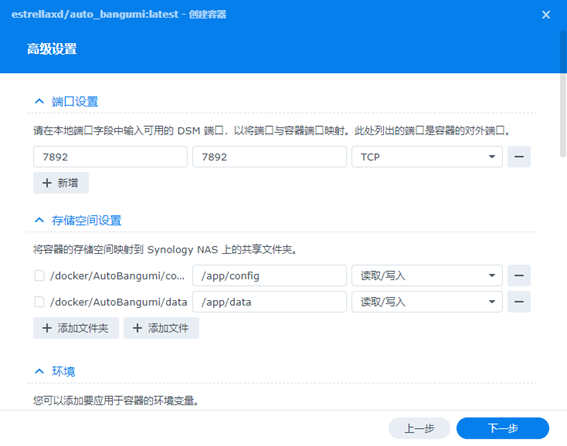 estrellaxd/auto_bangumi:latest - 创建容器
高级设置
端口设置
请在本地端口字段中输入可用的 DSM 端口，以将端口与容器端口映射。此处列出的端口是容器的对外端口。
7892 7892 TCP
新增
存储空间设置
将容器的存储空间映射到 Synology NAS 上的共享文件夹。
/docker/AutoBangumi/co... /app/config 读取/写入
/docker/AutoBangumi/data /app/data 读取/写入
添加文件夹 添加文件
环境
您可以添加要应用于容器的环境变量。
上一步 下一步